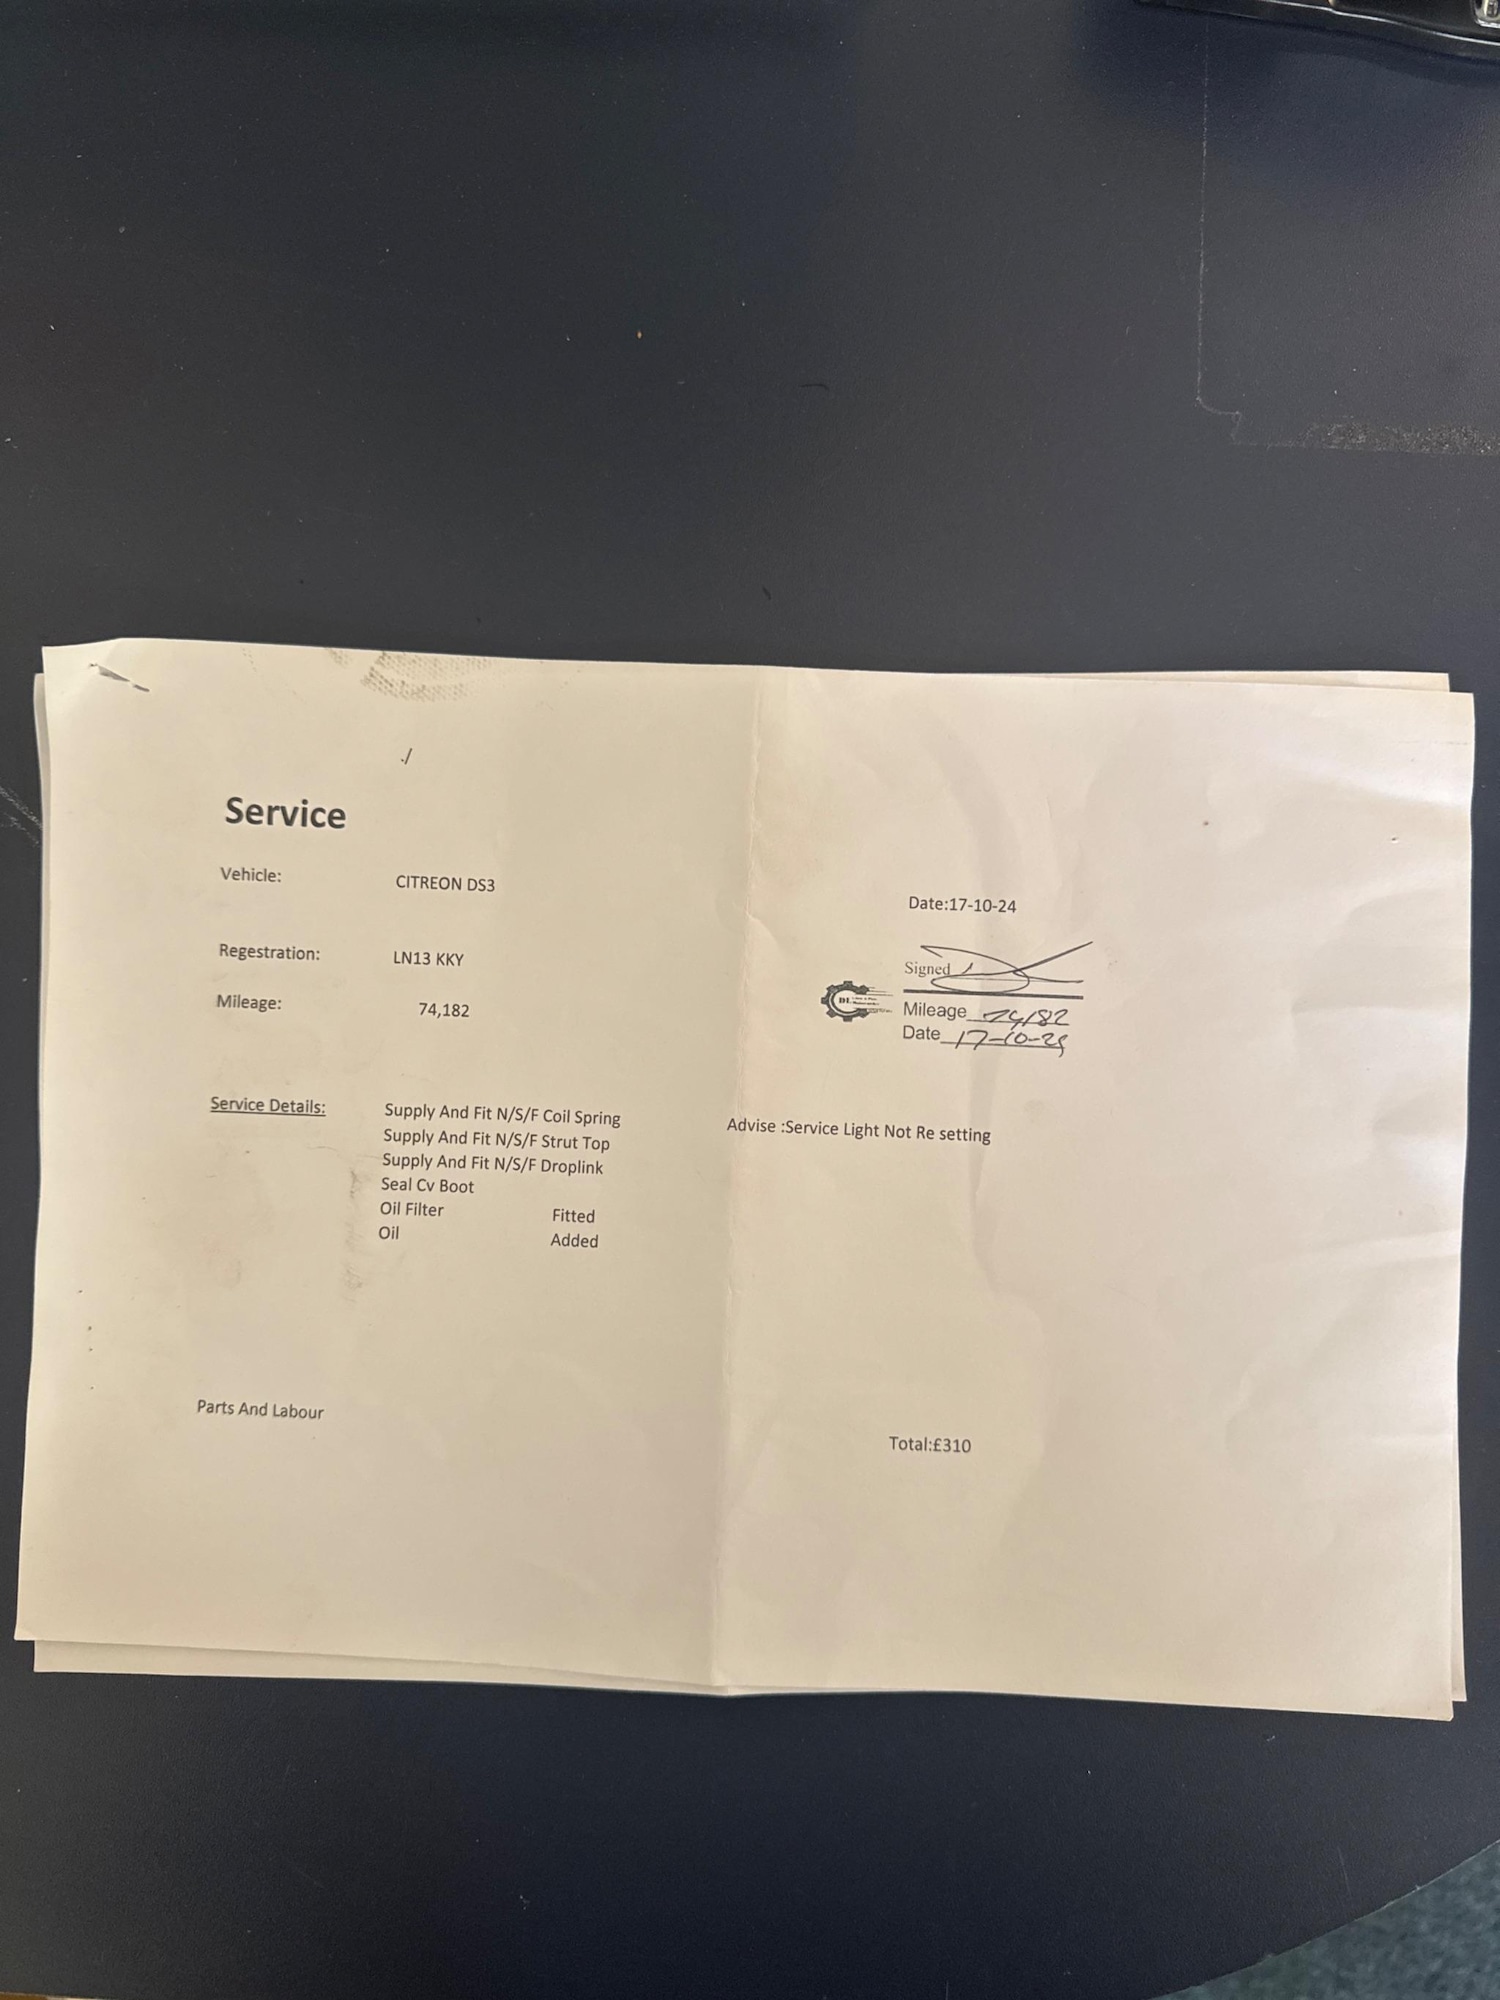 Service
Vehicle: CITREON DS3
Date:17-10-24
Regestration: LN13 KKY
Signed
Mileage: 74,182
DL
Mileage 74182
Date 17-10-24
Service Details: Supply And Fit N/S/F Coil Spring
Advise :Service Light Not Re setting
Supply And Fit N/S/F Strut Top
Supply And Fit N/S/F Droplink
Seal Cv Boot
Oil Filter Fitted
Oil Added
Parts And Labour
Total:£310